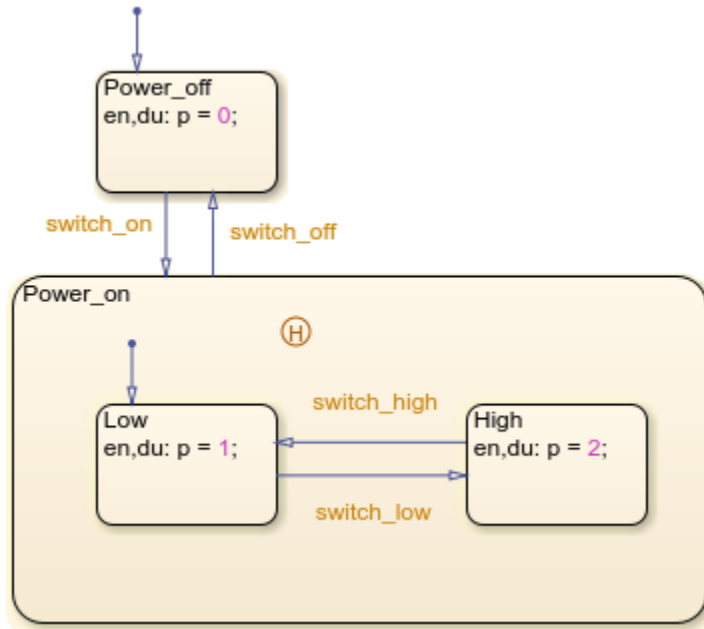 Power_off
en,du: p = 0;
switch_on
switch_off
Power_on
H
switch_high
Low
en,du: p = 1;
High
en,du: p = 2;
switch_low